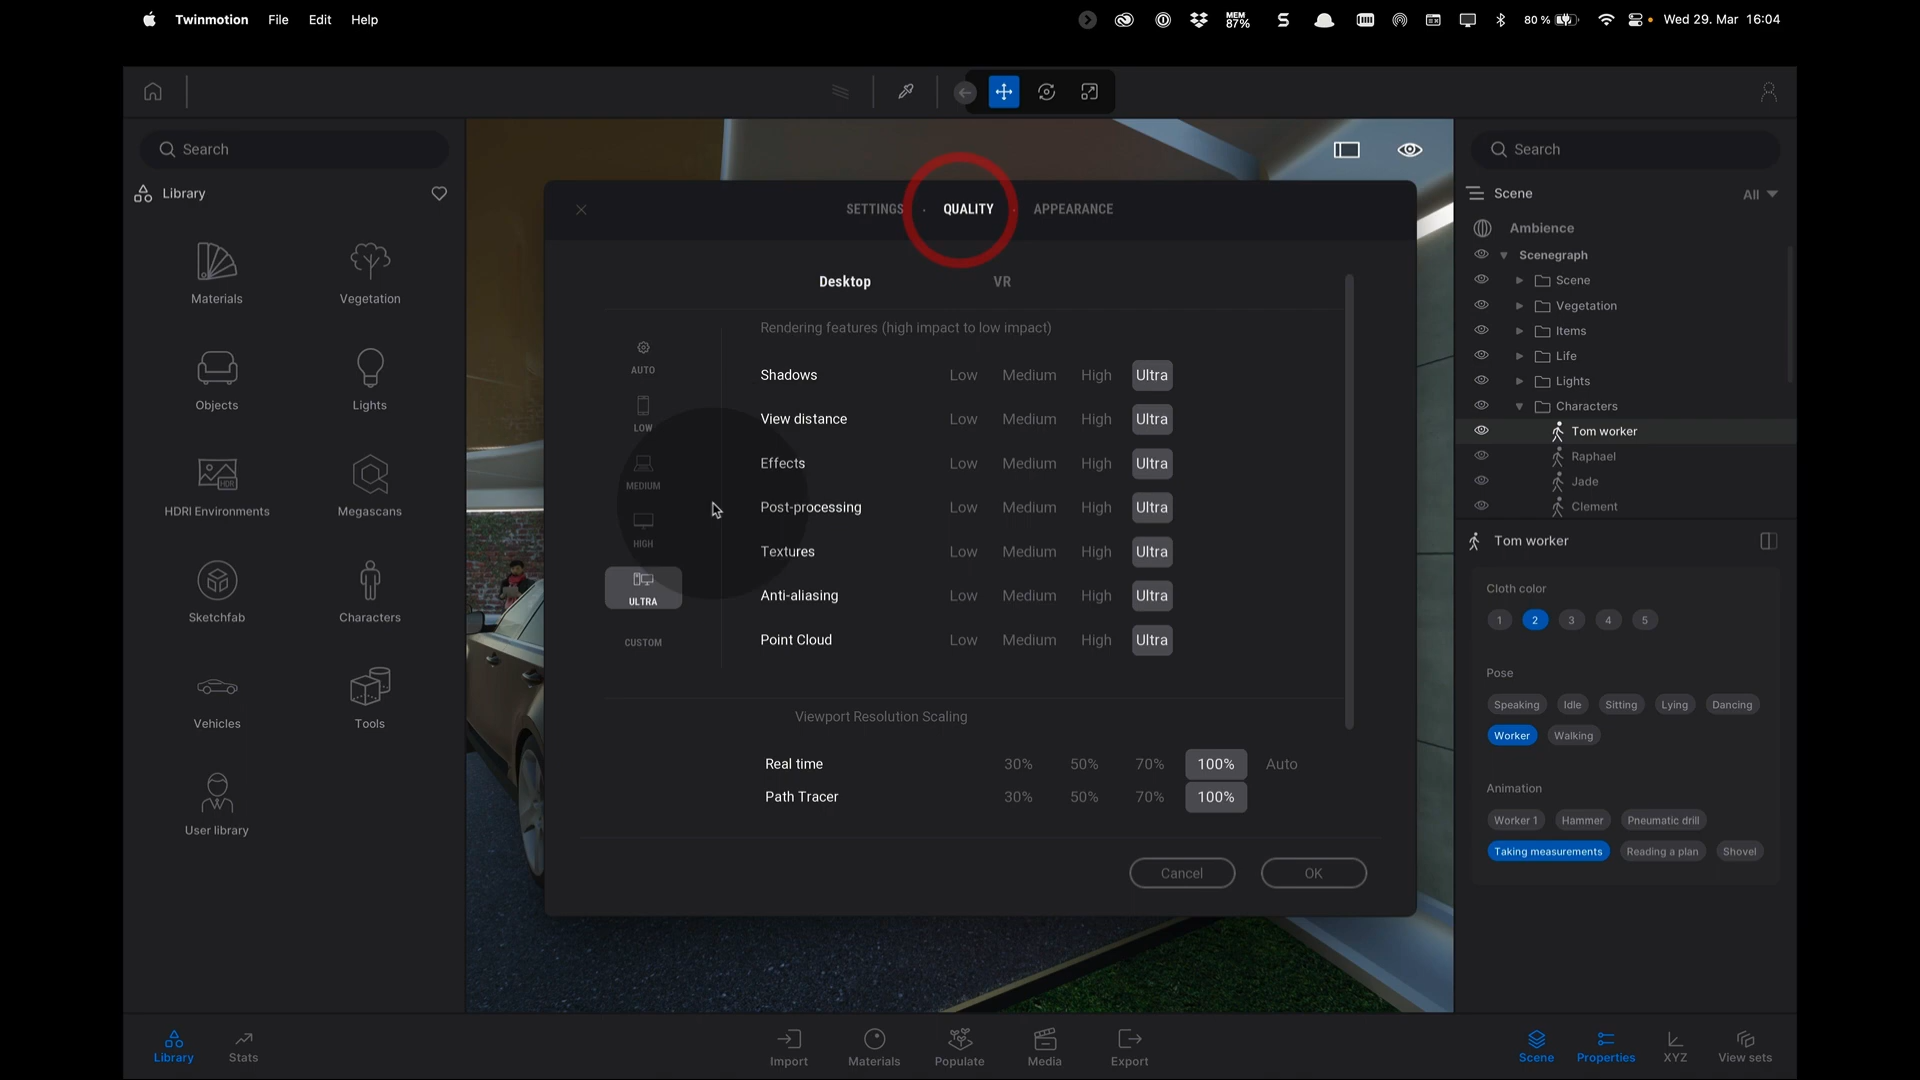 Twinmotion File Edit Help
MEM 87% 80 % Wed 29. Mar 16:04
Search
Library
Materials
Vegetation
Objects
Lights
HDR
HDRI Environments
Megascans
Sketchfab
Characters
Vehicles
Tools
User library
SETTINGS · QUALITY · APPEARANCE
Desktop VR
Rendering features (high impact to low impact)
AUTO
LOW
MEDIUM
HIGH
ULTRA
CUSTOM
Shadows Low Medium High Ultra
View distance Low Medium High Ultra
Effects Low Medium High Ultra
Post-processing Low Medium High Ultra
Textures Low Medium High Ultra
Anti-aliasing Low Medium High Ultra
Point Cloud Low Medium High Ultra
Viewport Resolution Scaling
Real time 30% 50% 70% 100% Auto
Path Tracer 30% 50% 70% 100%
Cancel OK
Search
Scene All
Ambience
Scenegraph
Scene
Vegetation
Items
Life
Lights
Characters
Tom worker
Raphael
Jade
Clement
Tom worker
Cloth color
1 2 3 4 5
Pose
Speaking Idle Sitting Lying Dancing
Worker Walking
Animation
Worker 1 Hammer Pneumatic drill
Taking measurements Reading a plan Shovel
Library Stats Import Materials Populate Media Export Scene Properties XYZ View sets